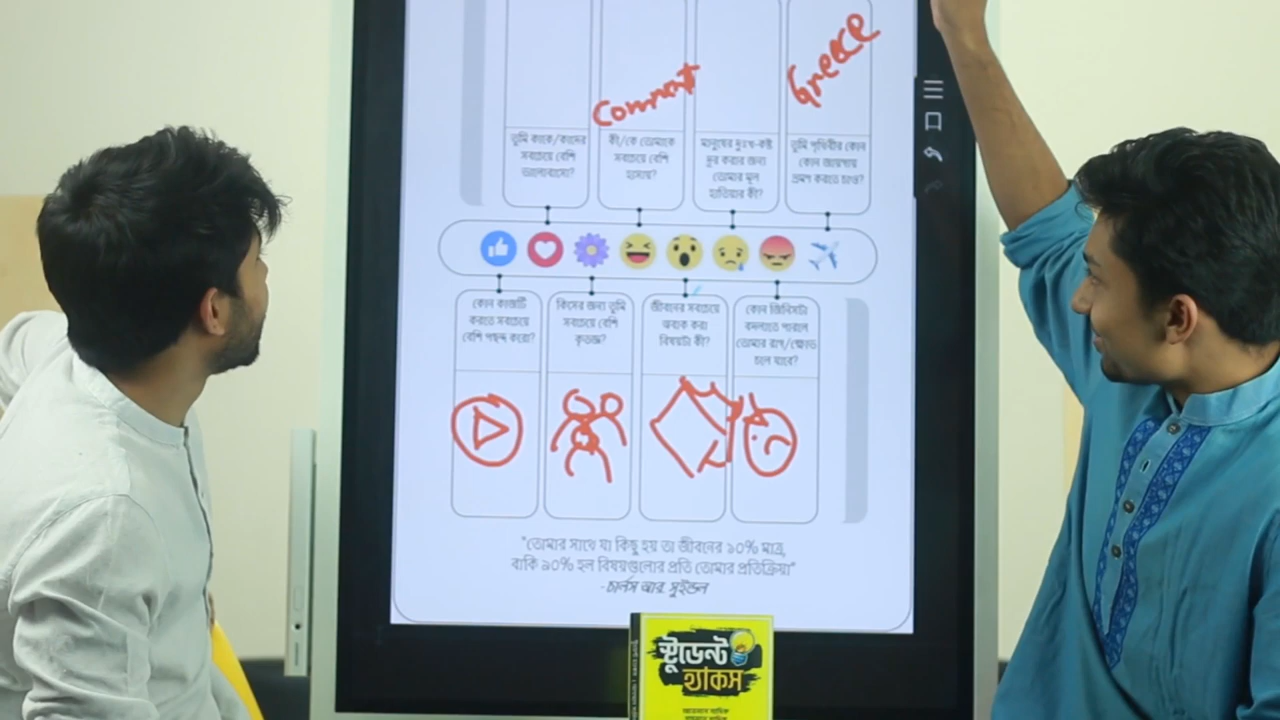 Greece
Comment
তুমি কাকে/কাদের
সবচেয়ে বেশি
ভালোবাসো?
কী/কে তোমাকে
সবচেয়ে বেশি
হাসায়?
মানুষের দুঃখ-কষ্ট
দূর করার জন্য
তোমার মূল
হাতিয়ার কী?
তুমি পৃথিবীর কোন
কোন জায়গায়
ভ্রমণ করতে চাও?
কোন কাজটি
করতে সবচেয়ে
বেশি পছন্দ করো?
কিসের জন্য তুমি
সবচেয়ে বেশি
কৃতজ্ঞ?
জীবনের সবচেয়ে
অবাক করা
বিষয়টা কী?
কোন জিনিসটা
বদলাতে পারলে
তোমার রাগ/ক্ষোভ
চলে যাবে?
"তোমার সাথে যা কিছু হয় তা জীবনের ১০% মাত্র,
বাকি ৯০% হল বিষয়গুলোর প্রতি তোমার প্রতিক্রিয়া"
-চার্লস আর. সুইন্ডল
স্টুডেন্ট
হ্যাকস
আয়মান সাদিক